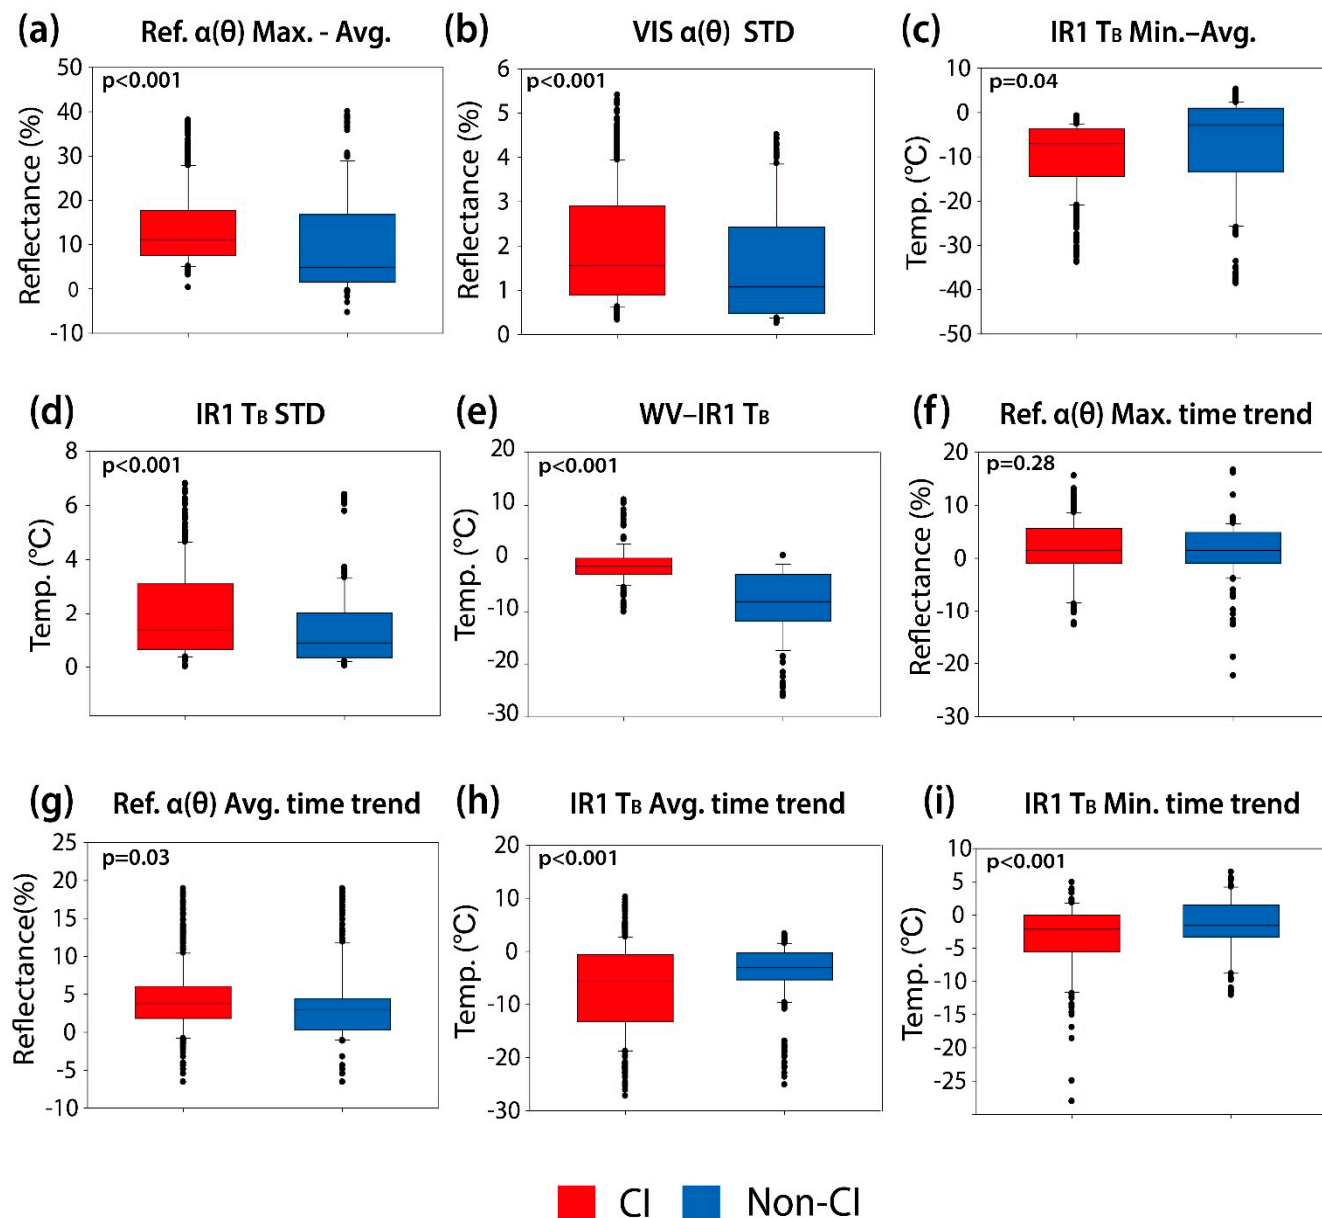 (a) Ref. α(θ) Max. - Avg.
p<0.001
Reflectance (%)
50
40
30
20
10
0
-10
(b) VIS α(θ) STD
p<0.001
Reflectance (%)
6
5
4
3
2
1
0
(c) IR1 TB Min.–Avg.
p=0.04
Temp. (°C)
10
0
-10
-20
-30
-40
-50
(d) IR1 TB STD
p<0.001
Temp. (°C)
8
6
4
2
0
(e) WV–IR1 TB
p<0.001
Temp. (°C)
20
10
0
-10
-20
-30
(f) Ref. α(θ) Max. time trend
p=0.28
Reflectance (%)
20
10
0
-10
-20
-30
(g) Ref. α(θ) Avg. time trend
p=0.03
Reflectance(%)
25
20
15
10
5
0
-5
-10
(h) IR1 TB Avg. time trend
p<0.001
Temp. (°C)
20
10
0
-10
-20
-30
(i) IR1 TB Min. time trend
p<0.001
Temp. (°C)
10
5
0
-5
-10
-15
-20
-25
CI Non-CI